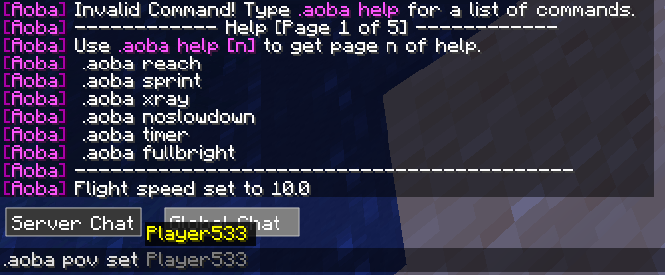 [Aoba] Invalid Command! Type .aoba help for a list of commands.
[Aoba] ------------ Help [Page 1 of 5] ------------
[Aoba] Use .aoba help [n] to get page n of help.
[Aoba]  .aoba reach
[Aoba]  .aoba sprint
[Aoba]  .aoba xray
[Aoba]  .aoba noslowdown
[Aoba]  .aoba timer
[Aoba]  .aoba fullbright
[Aoba] ------------------------------------------
[Aoba] Flight speed set to 10.0
Server Chat Global Chat
Player533
.aoba pov set Player533